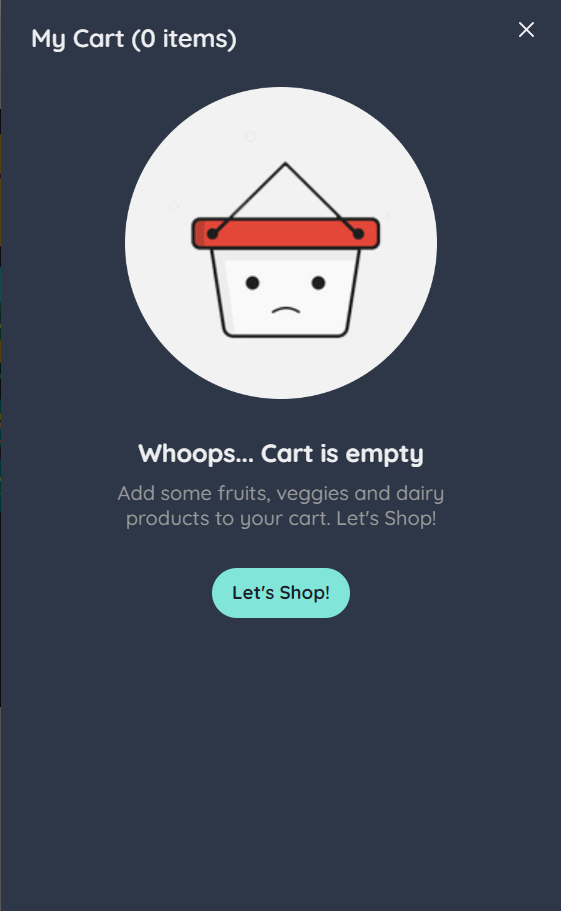 My Cart (0 items)
Whoops... Cart is empty
Add some fruits, veggies and dairy
products to your cart. Let's Shop!
Let's Shop!